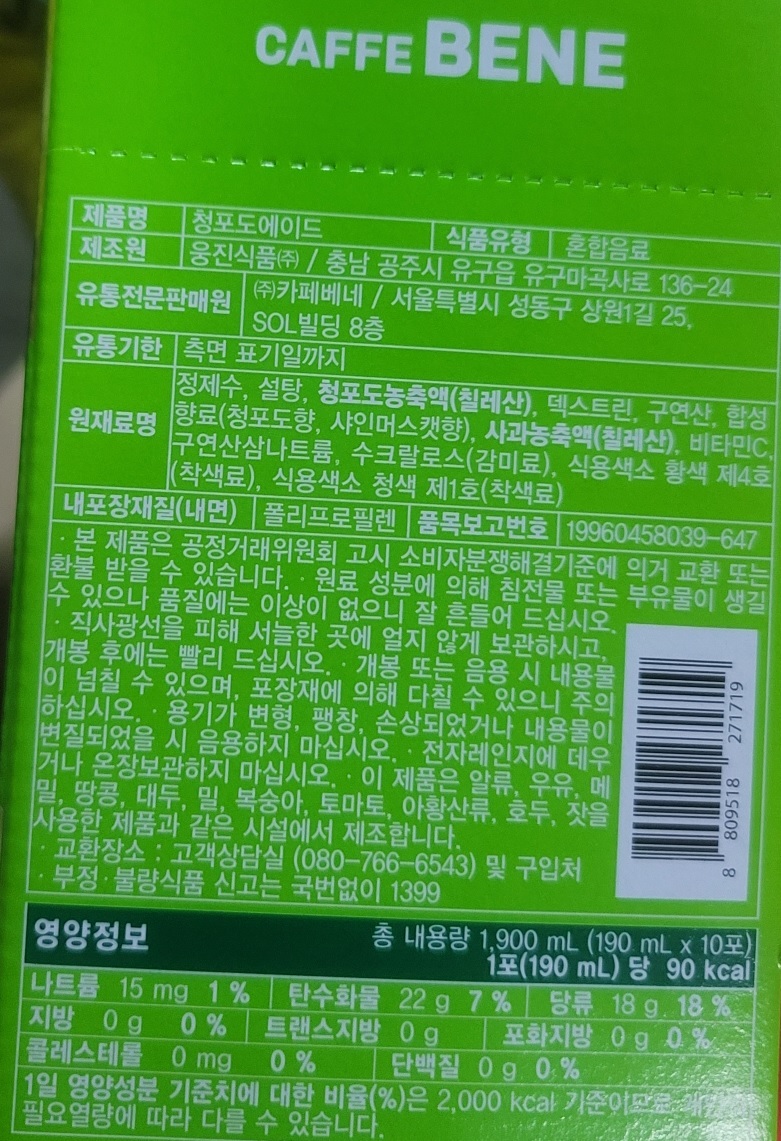 CAFFE BENE
제품명 청포도에이드 식품유형 혼합음료
제조원 웅진식품㈜ / 충남 공주시 유구읍 유구마곡사로 136-24
유통전문판매원 ㈜카페베네 / 서울특별시 성동구 상원1길 25,
SOL빌딩 8층
유통기한 측면 표기일까지
원재료명 정제수, 설탕, 청포도농축액(칠레산), 덱스트린, 구연산, 합성
향료(청포도향, 샤인머스캣향), 사과농축액(칠레산), 비타민C,
구연산삼나트륨, 수크랄로스(감미료), 식용색소 황색 제4호
(착색료), 식용색소 청색 제1호(착색료)
내포장재질(내면) 폴리프로필렌 품목보고번호 19960458039-647
· 본 제품은 공정거래위원회 고시 소비자분쟁해결기준에 의거 교환 또는
환불 받을 수 있습니다. · 원료 성분에 의해 침전물 또는 부유물이 생길
수 있으나 품질에는 이상이 없으니 잘 흔들어 드십시오.
· 직사광선을 피해 서늘한 곳에 얼지 않게 보관하시고,
개봉 후에는 빨리 드십시오. · 개봉 또는 음용 시 내용물
이 넘칠 수 있으며, 포장재에 의해 다칠 수 있으니 주의
하십시오. · 용기가 변형, 팽창, 손상되었거나 내용물이
변질되었을 시 음용하지 마십시오. · 전자레인지에 데우
거나 온장보관하지 마십시오. · 이 제품은 알류, 우유, 메
밀, 땅콩, 대두, 밀, 복숭아, 토마토, 아황산류, 호두, 잣을
사용한 제품과 같은 시설에서 제조합니다.
· 교환장소 : 고객상담실 (080-766-6543) 및 구입처
· 부정·불량식품 신고는 국번없이 1399
8 809518 271719
영양정보 총 내용량 1,900 mL (190 mL x 10포)
1포(190 mL) 당 90 kcal
나트륨 15 mg 1 % 탄수화물 22 g 7 % 당류 18 g 18 %
지방 0 g 0 % 트랜스지방 0 g 포화지방 0 g 0 %
콜레스테롤 0 mg 0 % 단백질 0 g 0 %
1일 영양성분 기준치에 대한 비율(%)은 2,000 kcal 기준이므로
필요열량에 따라 다를 수 있습니다.